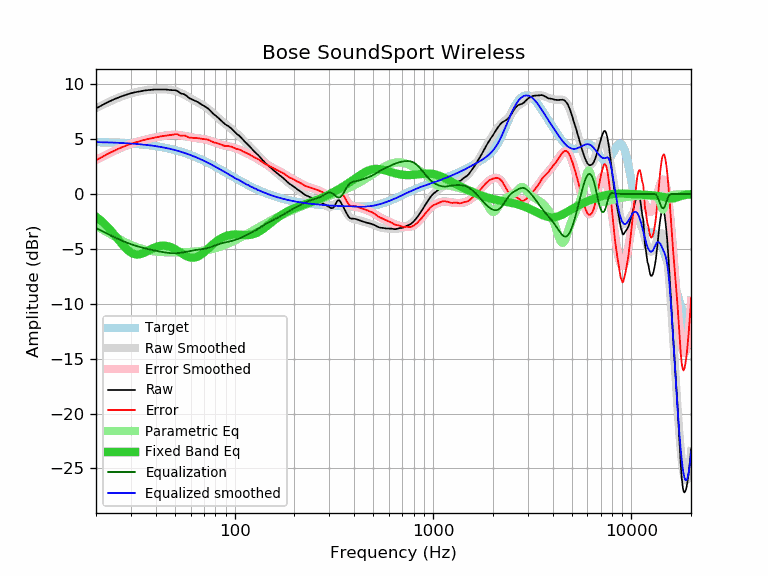 Bose SoundSport Wireless
10
5
0
−5
−10
−15
−20
−25
Amplitude (dBr)
Target
Raw Smoothed
Error Smoothed
Raw
Error
Parametric Eq
Fixed Band Eq
Equalization
Equalized smoothed
100 1000 10000
Frequency (Hz)